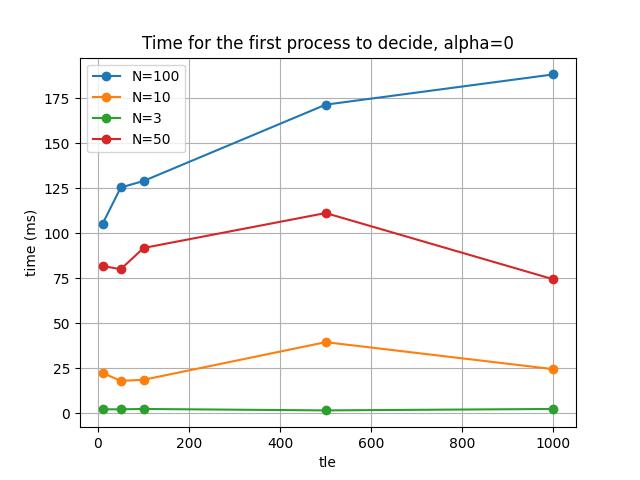 Time for the first process to decide, alpha=0
N=100
N=10
N=3
N=50
time (ms)
175
150
125
100
75
50
25
0
0 200 400 600 800 1000
tle